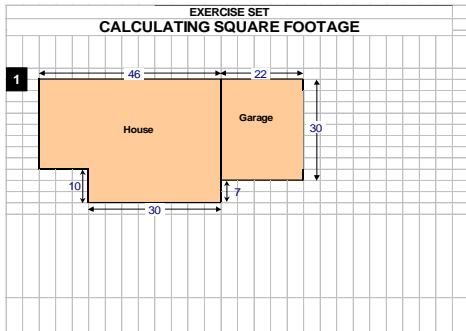 EXERCISE SET
CALCULATING SQUARE FOOTAGE
1
46
22
House
Garage
30
10
7
30